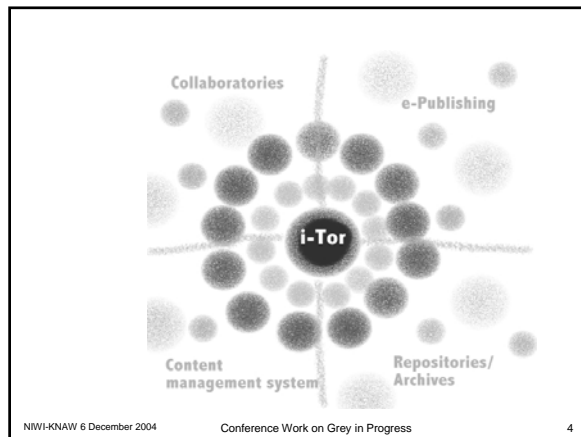 Collaboratories
e-Publishing
i-Tor
Content
management system
Repositories/
Archives
NIWI-KNAW 6 December 2004
Conference Work on Grey in Progress
4